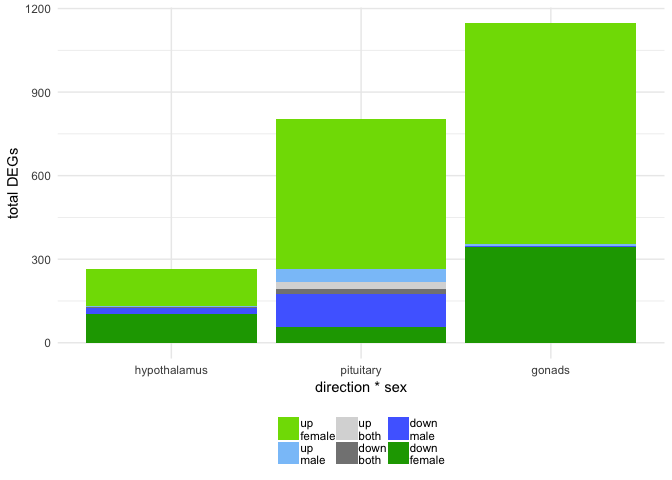 1200
900
600
300
0
total DEGs
hypothalamus pituitary gonads
direction * sex
up female
up male
up both
down both
down male
down female